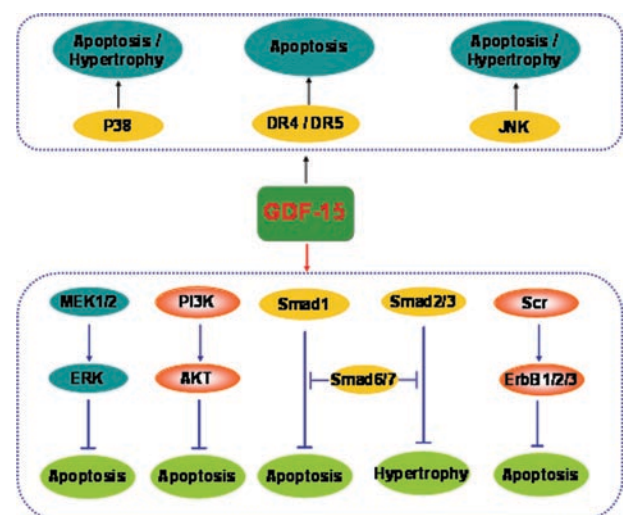 Apoptosis /
Hypertrophy
Apoptosis
Apoptosis /
Hypertrophy
P38
DR4 / DR5
JNK
GDF-15
MEK1/2
PI3K
Smad1
Smad2/3
Scr
ERK
AKT
Smad6/7
ErbB1/2/3
Apoptosis
Apoptosis
Apoptosis
Hypertrophy
Apoptosis